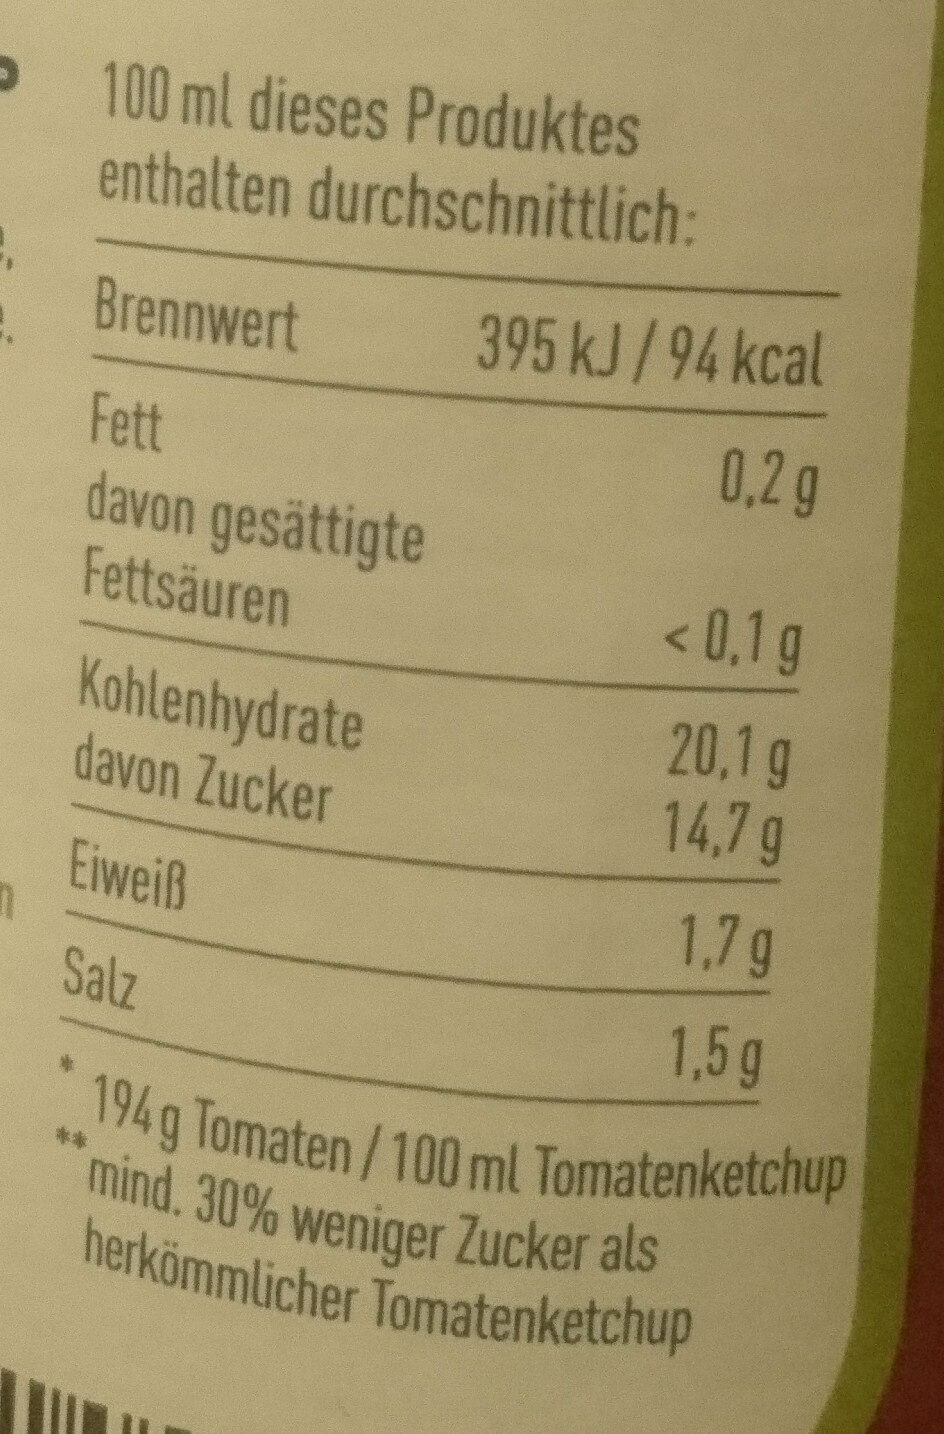 100 ml dieses Produktes
enthalten durchschnittlich:
Brennwert 395 kJ / 94 kcal
Fett 0,2 g
davon gesättigte
Fettsäuren < 0,1 g
Kohlenhydrate 20,1 g
davon Zucker 14,7 g
Eiweiß 1,7 g
Salz 1,5 g
* 194 g Tomaten / 100 ml Tomatenketchup
** mind. 30% weniger Zucker als
herkömmlicher Tomatenketchup